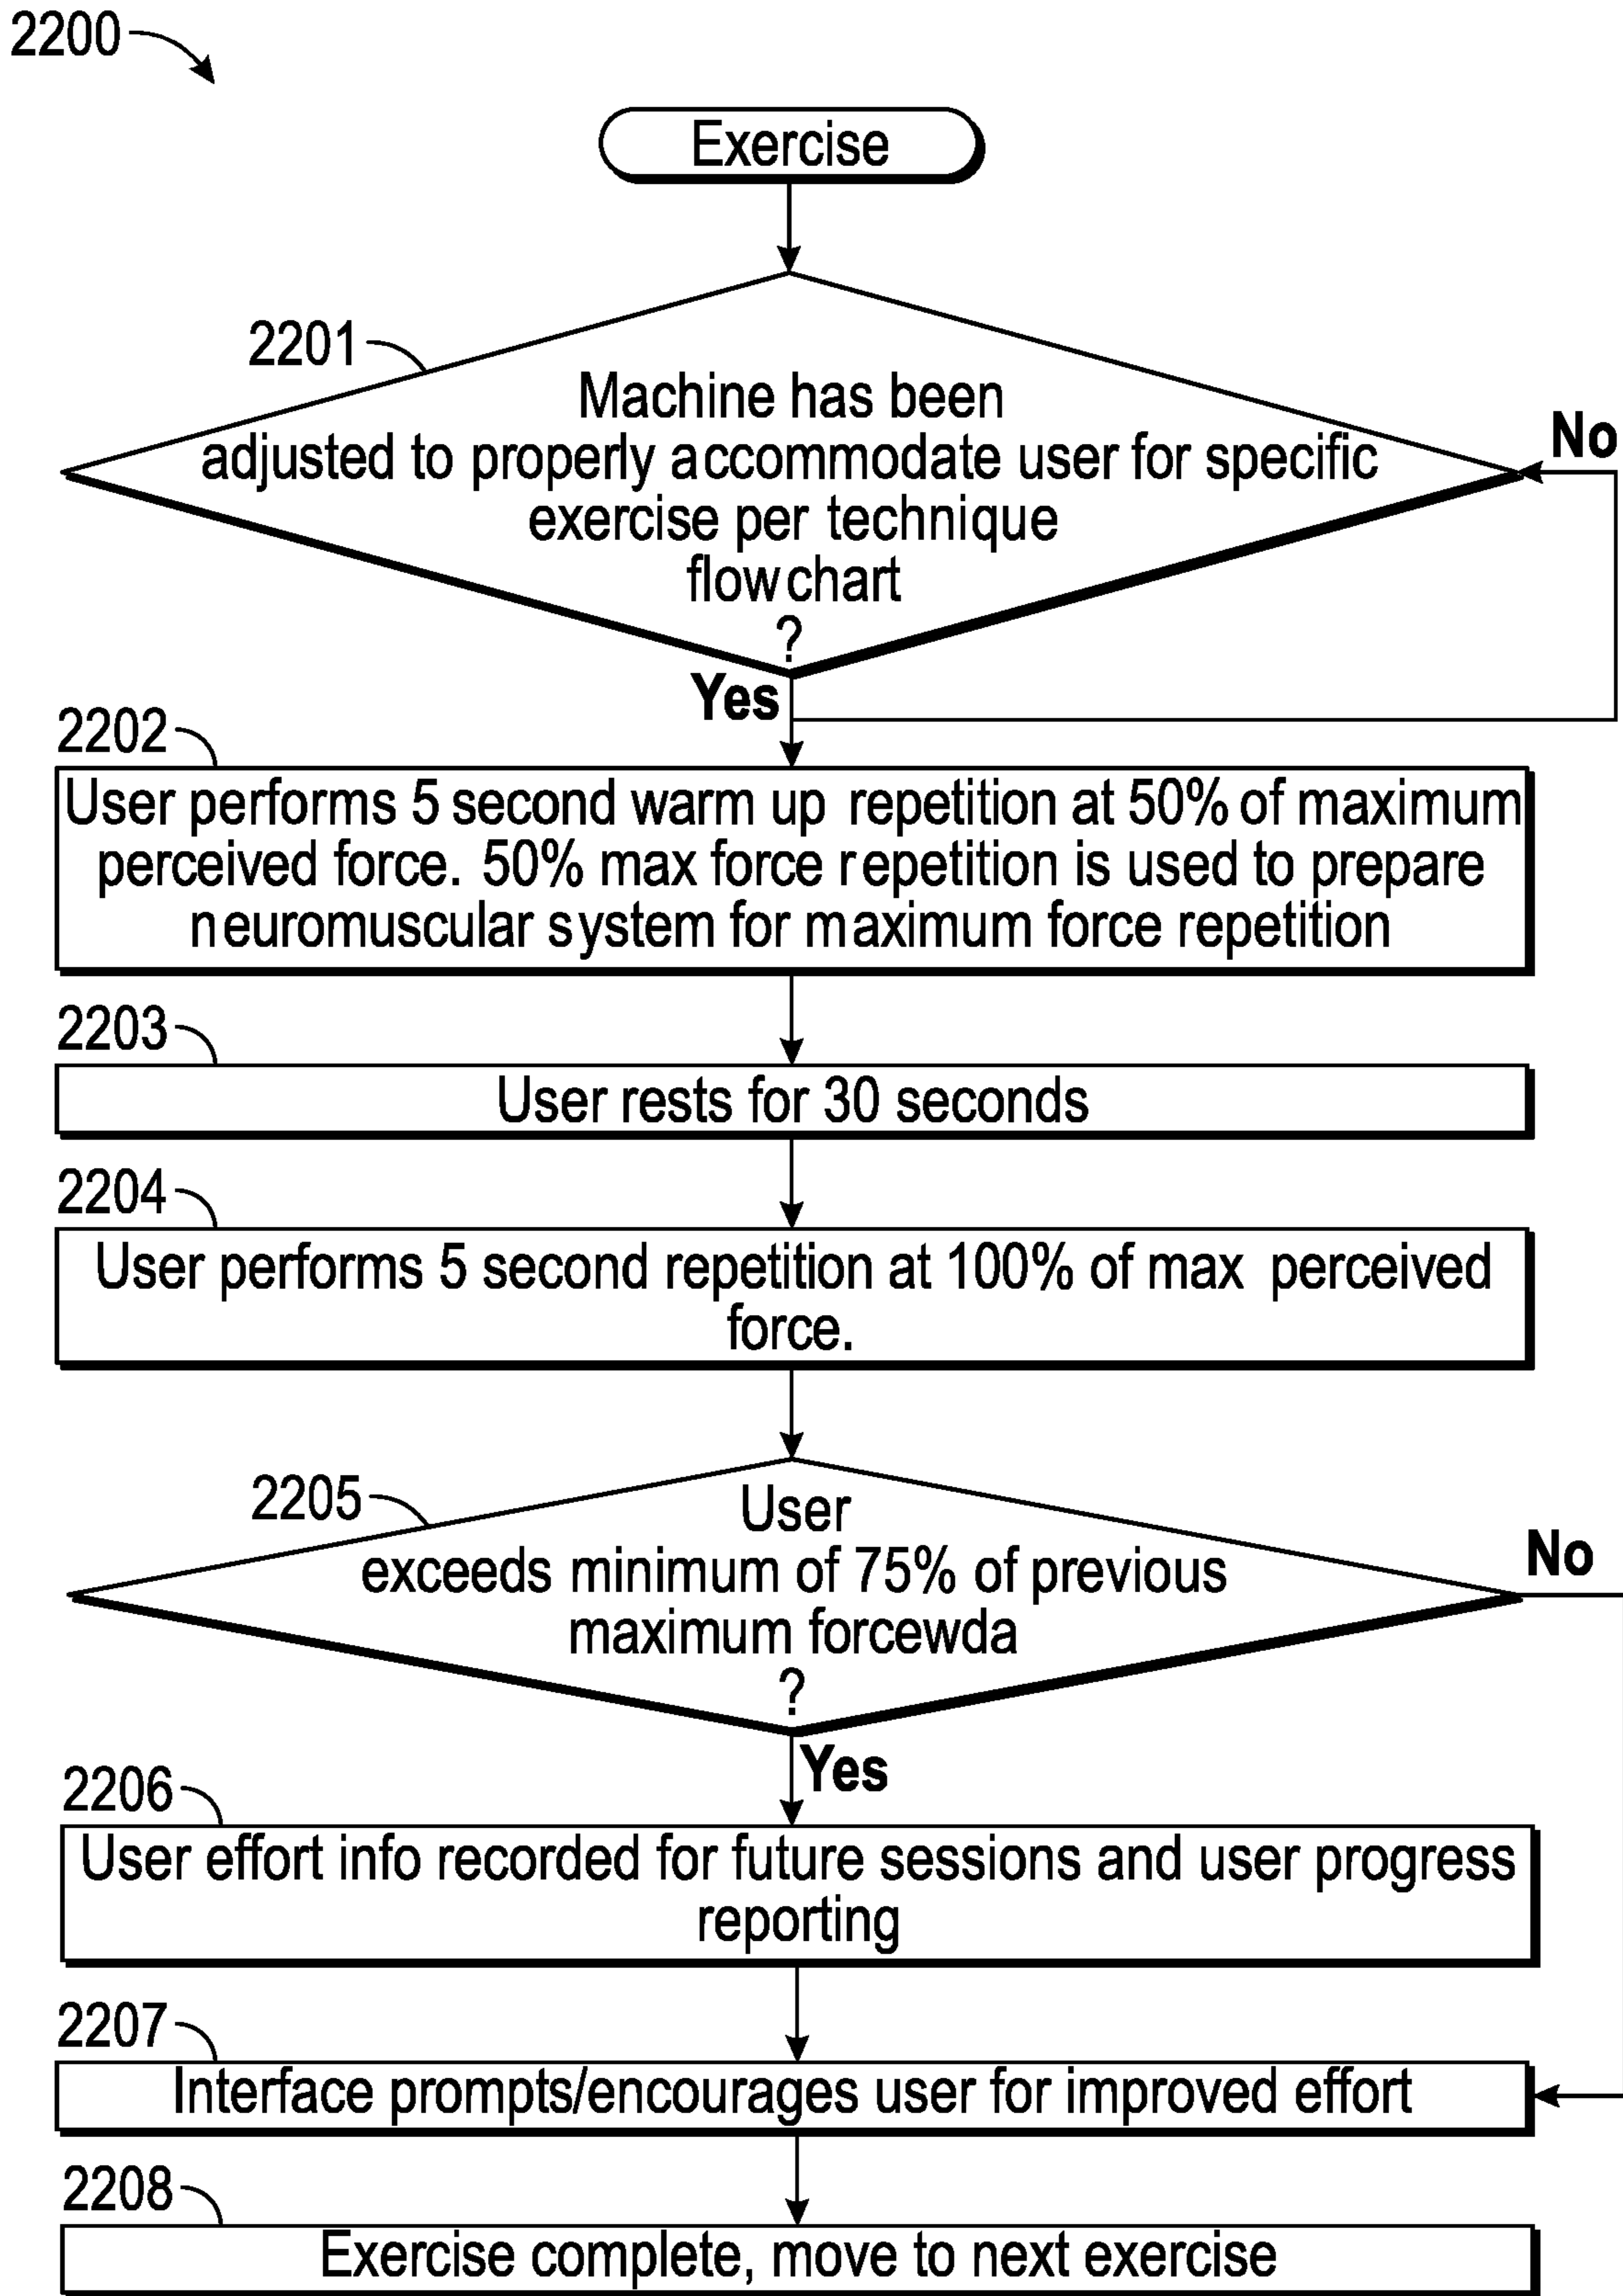 2200
Exercise
2201
Machine has been
adjusted to properly accommodate user for specific
exercise per technique
flowchart
?
No
Yes
2202
User performs 5 second warm up repetition at 50% of maximum
perceived force. 50% max force repetition is used to prepare
neuromuscular system for maximum force repetition
2203
User rests for 30 seconds
2204
User performs 5 second repetition at 100% of max perceived
force.
2205
User
exceeds minimum of 75% of previous
maximum forcewda
?
No
Yes
2206
User effort info recorded for future sessions and user progress
reporting
2207
Interface prompts/encourages user for improved effort
2208
Exercise complete, move to next exercise